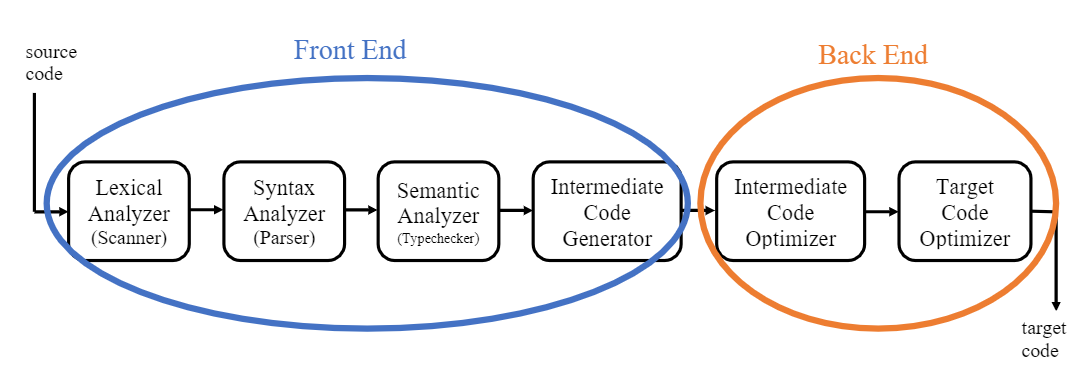 source
code
Front End
Back End
Lexical
Analyzer
(Scanner)
Syntax
Analyzer
(Parser)
Semantic
Analyzer
(Typechecker)
Intermediate
Code
Generator
Intermediate
Code
Optimizer
Target
Code
Optimizer
target
code